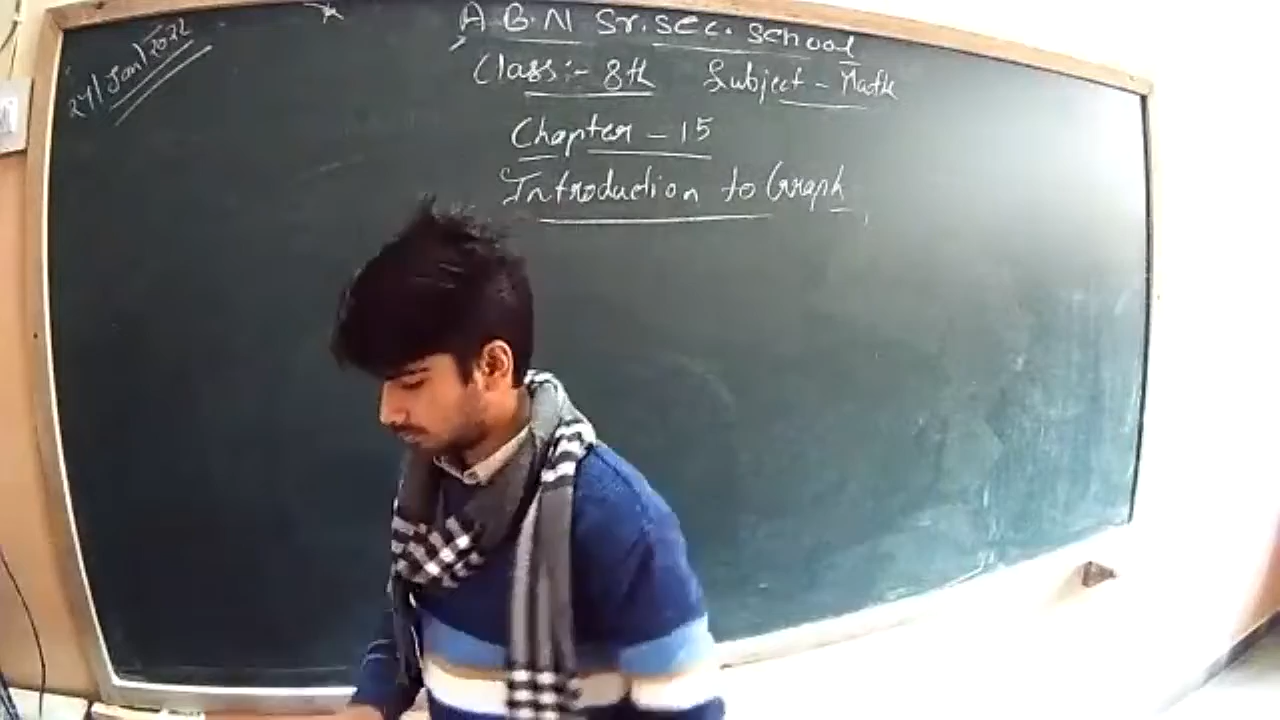 24/Jan/2022
A B.N Sr.Sec. School
Class:- 8th Subject - Math
Chapter - 15
Introduction to Graph